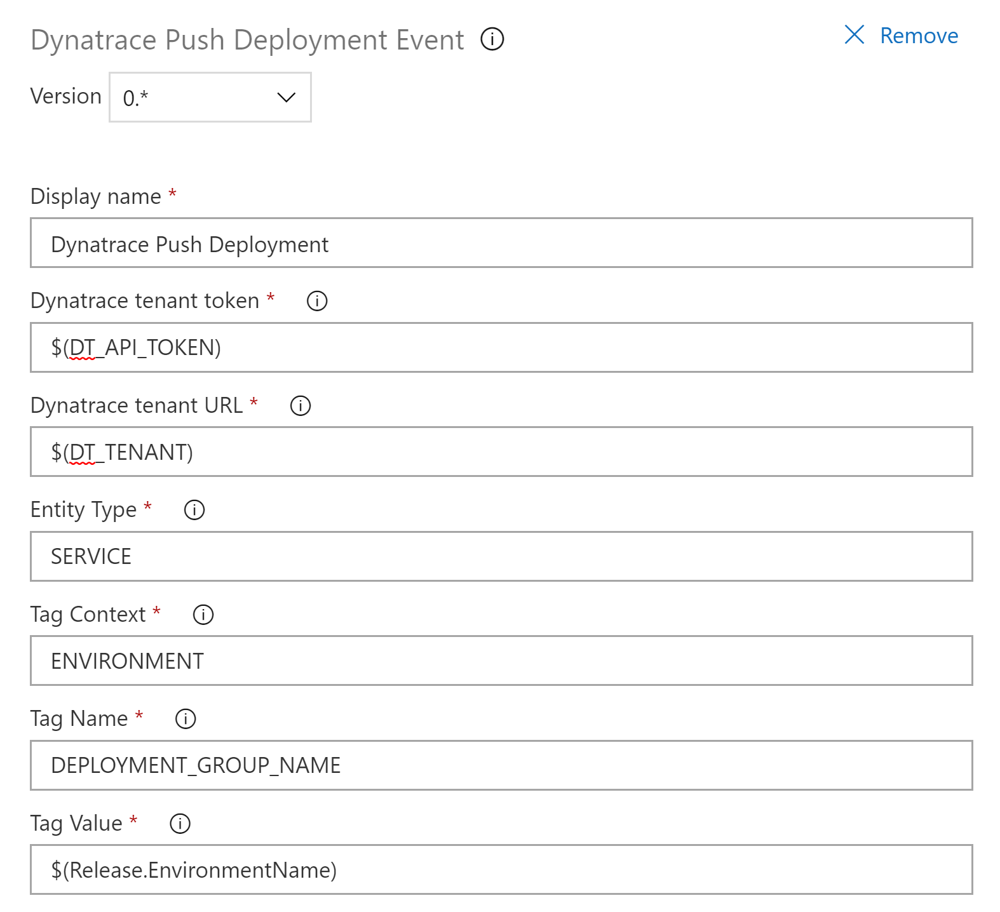 Dynatrace Push Deployment Event
Remove
Version 0.*
Display name *
Dynatrace Push Deployment
Dynatrace tenant token *
$(DT_API_TOKEN)
Dynatrace tenant URL *
$(DT_TENANT)
Entity Type *
SERVICE
Tag Context *
ENVIRONMENT
Tag Name *
DEPLOYMENT_GROUP_NAME
Tag Value *
$(Release.EnvironmentName)